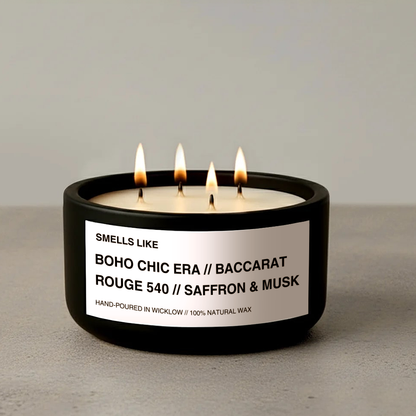 SMELLS LIKE
BOHO CHIC ERA // BACCARAT
ROUGE 540 // SAFFRON & MUSK
HAND-POURED IN WICKLOW // 100% NATURAL WAX